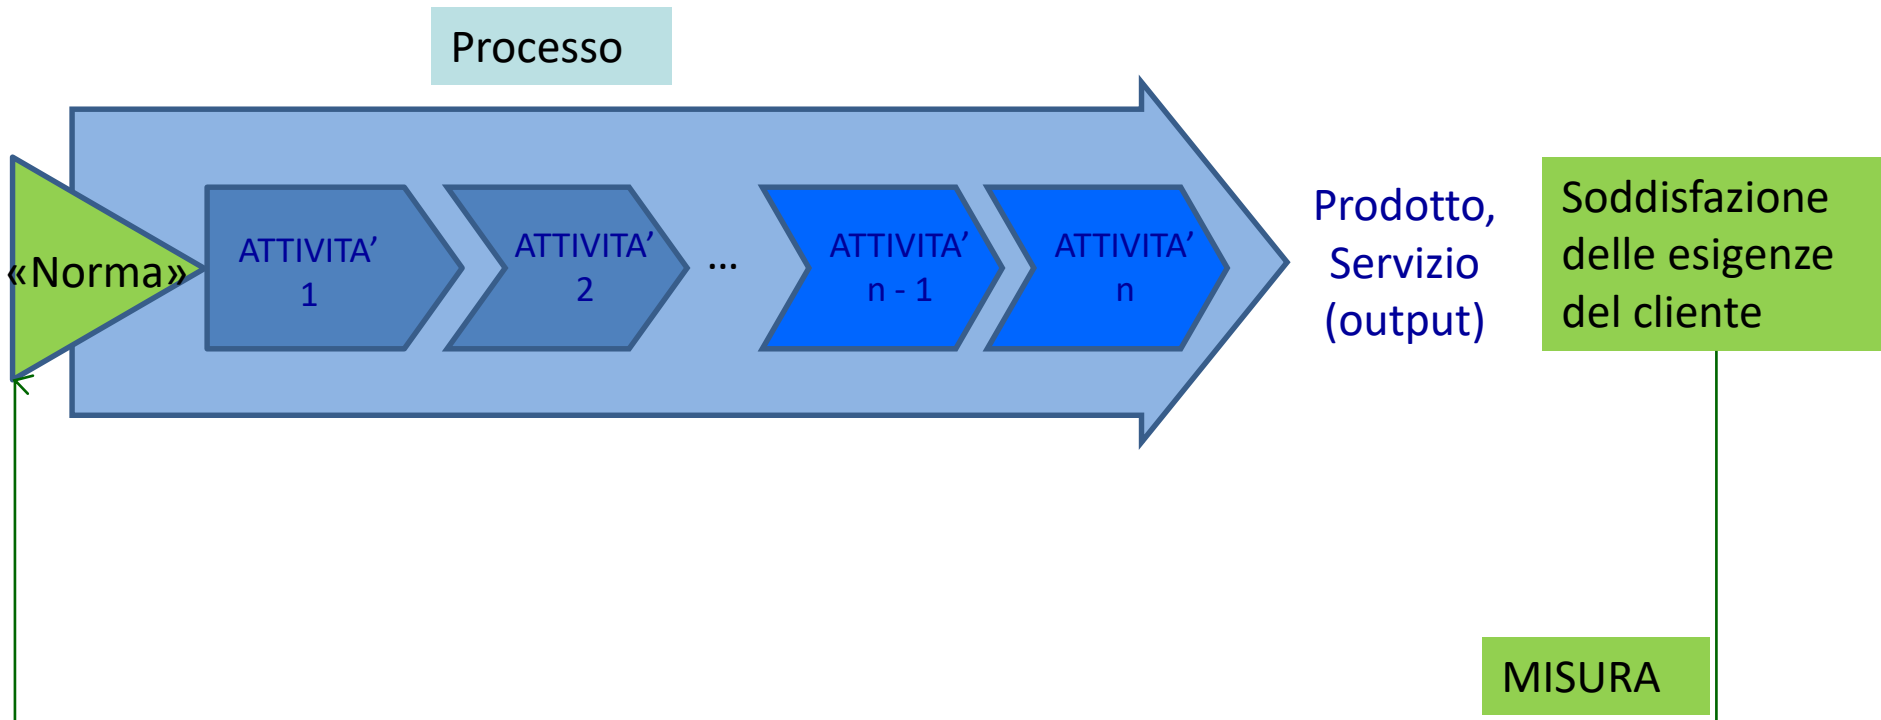 Processo
«Norma»
ATTIVITA’
1
ATTIVITA’
2
...
ATTIVITA’
n - 1
ATTIVITA’
n
Prodotto,
Servizio
(output)
Soddisfazione
delle esigenze
del cliente
MISURA